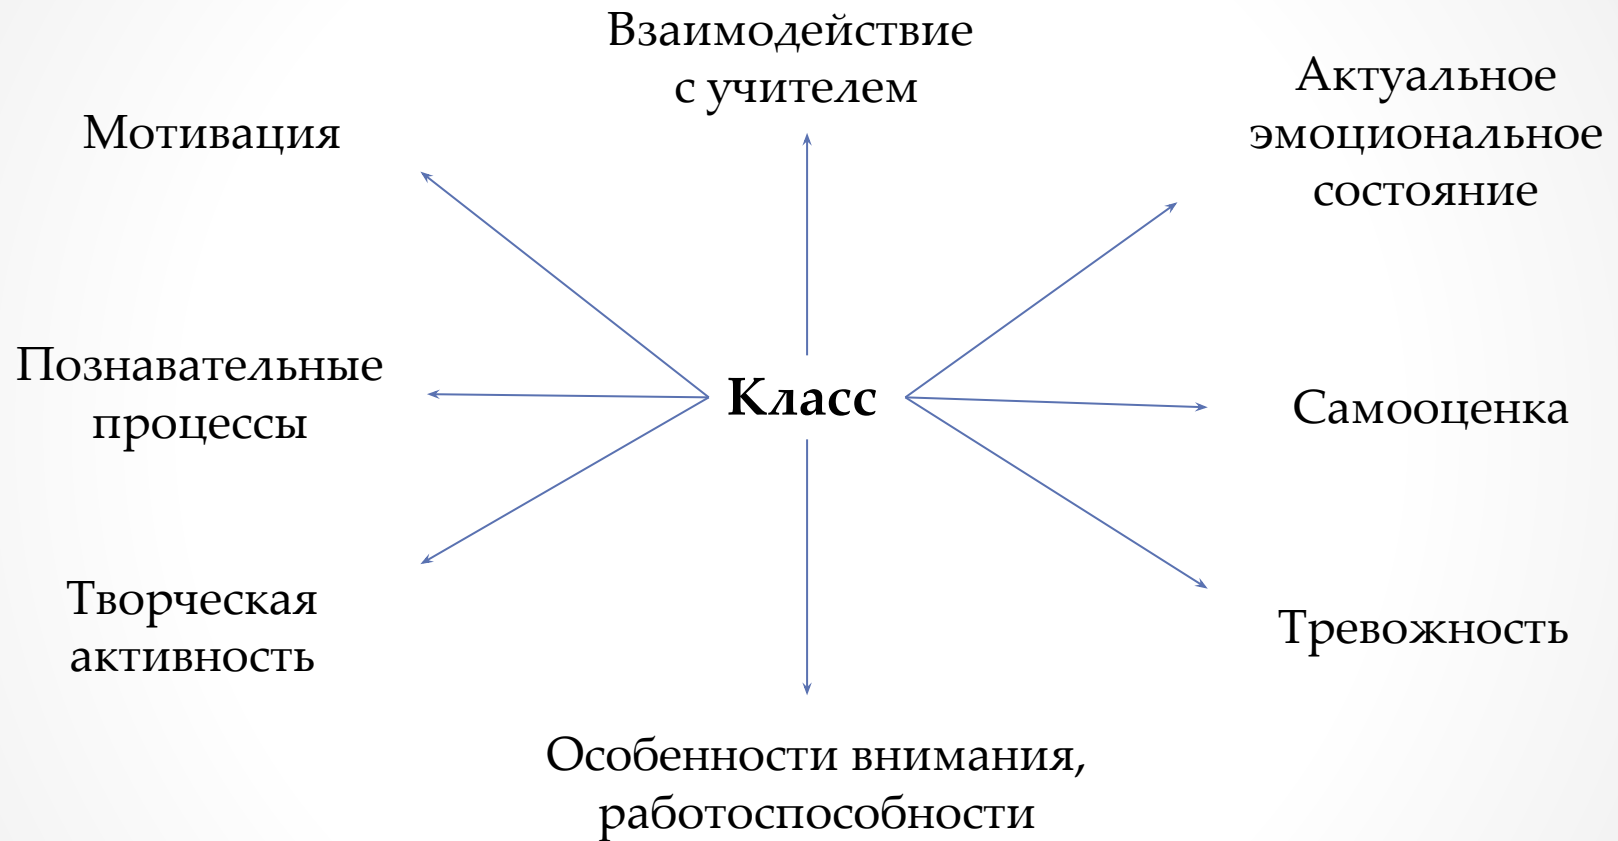 Взаимодействие
с учителем
Мотивация
Актуальное
эмоциональное
состояние
Познавательные
процессы
Класс
Самооценка
Творческая
активность
Тревожность
Особенности внимания,
работоспособности